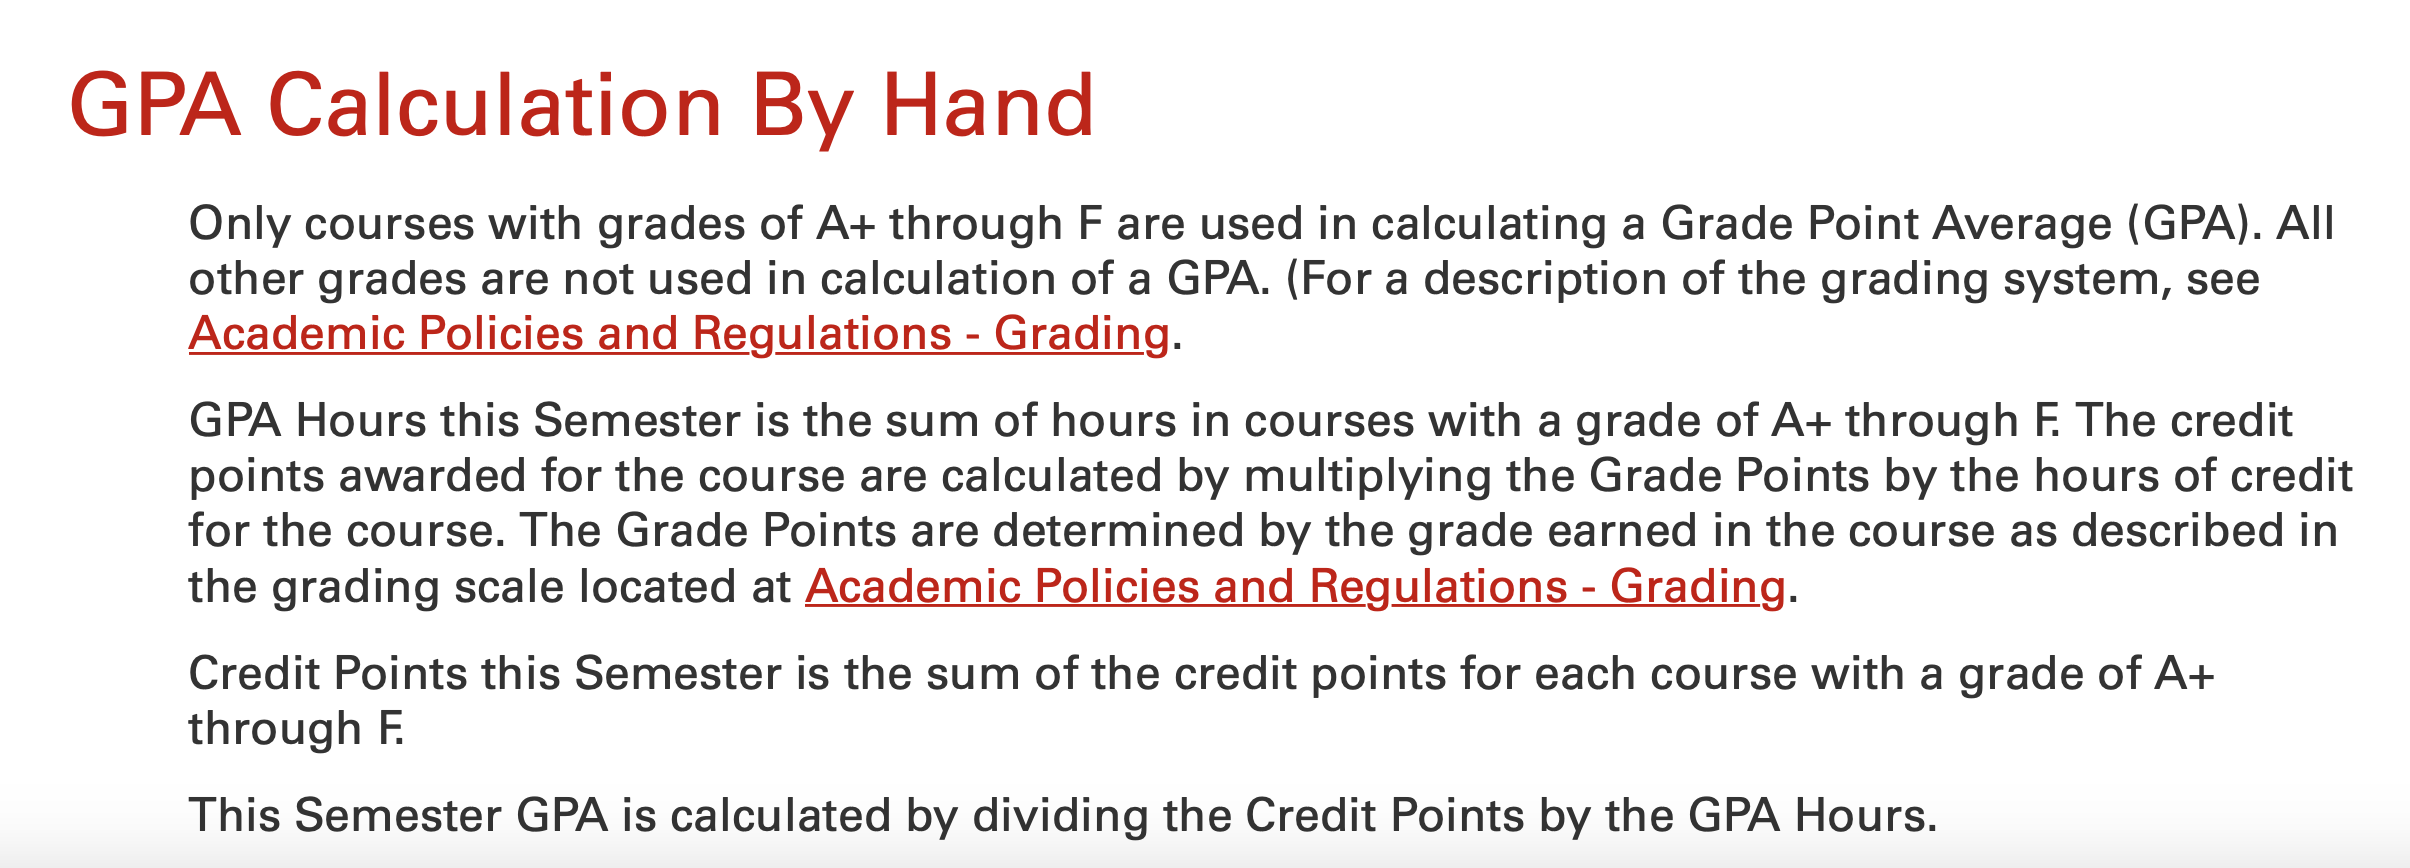 GPA Calculation By Hand
Only courses with grades of A+ through F are used in calculating a Grade Point Average (GPA). All
other grades are not used in calculation of a GPA. (For a description of the grading system, see
Academic Policies and Regulations - Grading.
GPA Hours this Semester is the sum of hours in courses with a grade of A+ through F. The credit
points awarded for the course are calculated by multiplying the Grade Points by the hours of credit
for the course. The Grade Points are determined by the grade earned in the course as described in
the grading scale located at Academic Policies and Regulations - Grading.
Credit Points this Semester is the sum of the credit points for each course with a grade of A+
through F.
This Semester GPA is calculated by dividing the Credit Points by the GPA Hours.